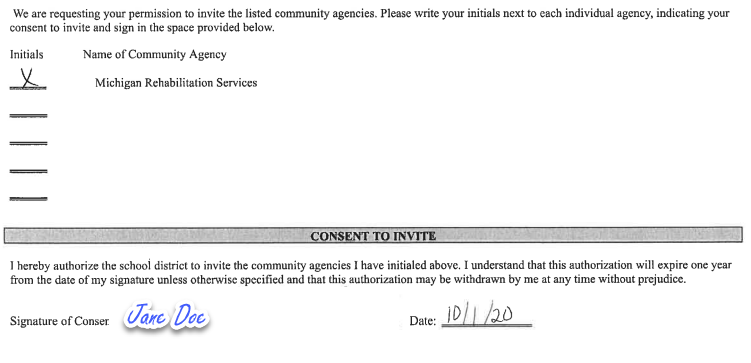 We are requesting your permission to invite the listed community agencies. Please write your initials next to each individual agency, indicating your
consent to invite and sign in the space provided below.
Initials Name of Community Agency
X Michigan Rehabilitation Services
CONSENT TO INVITE
I hereby authorize the school district to invite the community agencies I have initialed above. I understand that this authorization will expire one year
from the date of my signature unless otherwise specified and that this authorization may be withdrawn by me at any time without prejudice.
Signature of Conser Jane Doe Date: 10/1/20